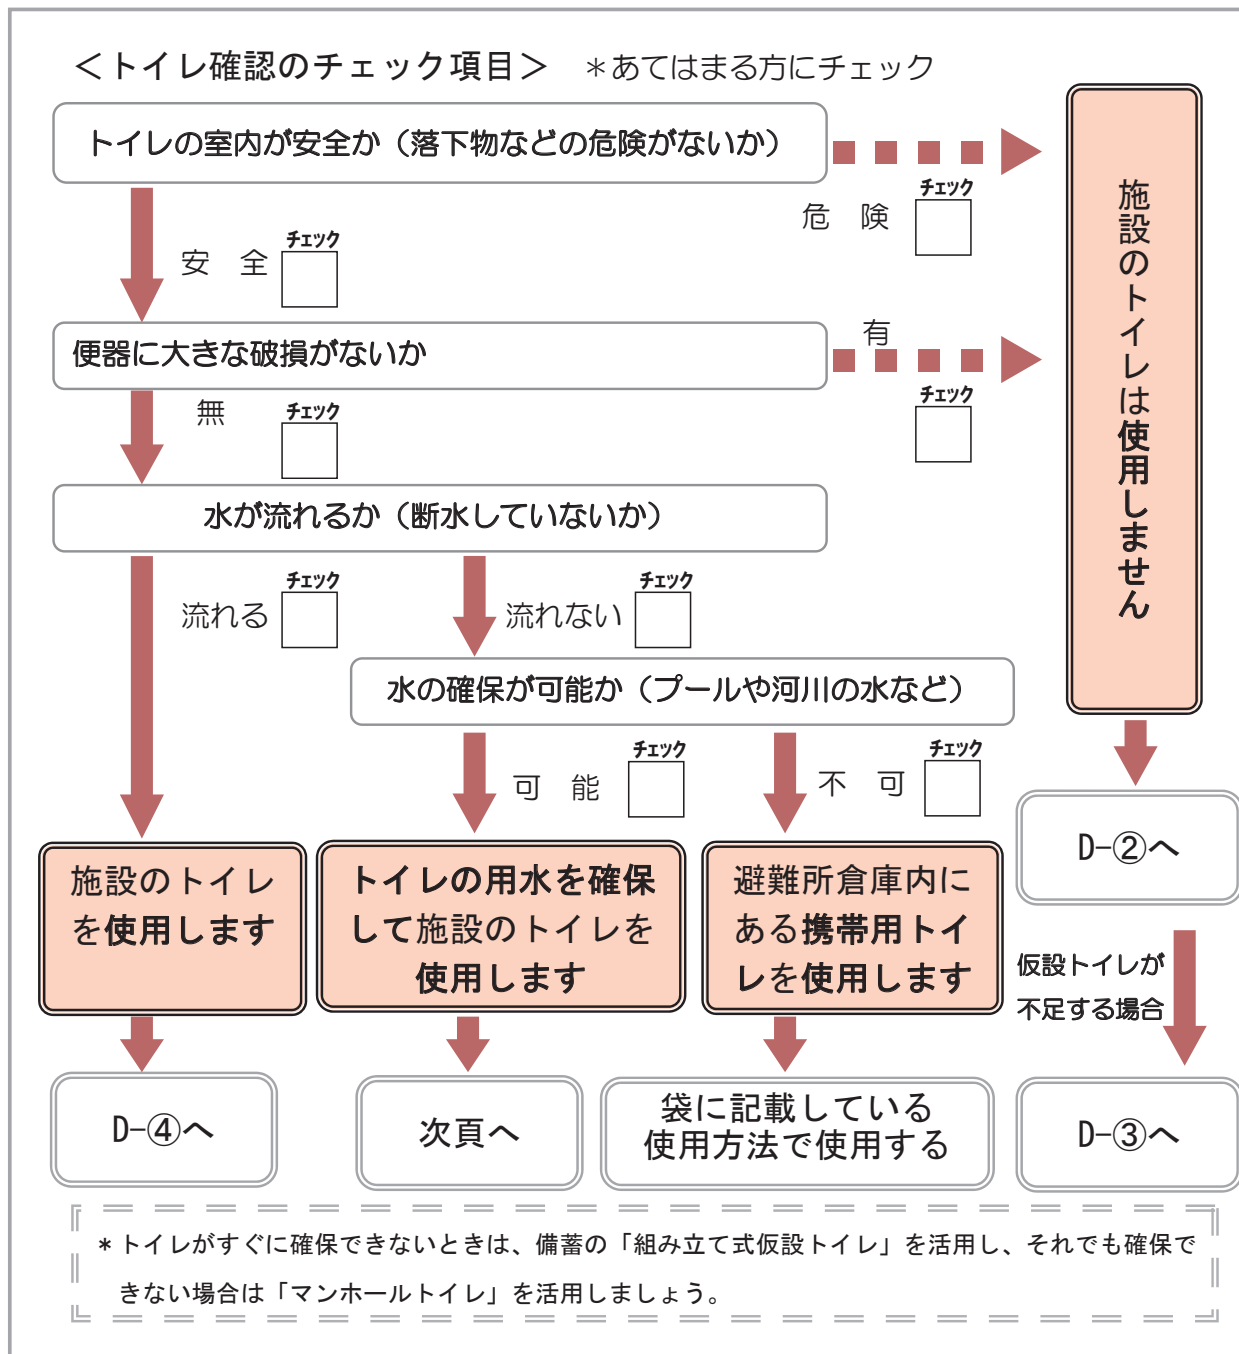 ＜トイレ確認のチェック項目＞　＊あてはまる方にチェック
トイレの室内が安全か（落下物などの危険がないか）
チェック
危　険
チェック
安　全
施設のトイレは使用しません
便器に大きな破損がないか
有
チェック
無
チェック
水が流れるか（断水していないか）
流れる
チェック
流れない
チェック
水の確保が可能か（プールや河川の水など）
可　能
チェック
不　可
チェック
D-②へ
施設のトイレ
を使用します
トイレの用水を確保
して施設のトイレを
使用します
避難所倉庫内に
ある携帯用トイ
レを使用します
仮設トイレが
不足する場合
D-④へ
次頁へ
袋に記載している
使用方法で使用する
D-③へ
＊トイレがすぐに確保できないときは、備蓄の「組み立て式仮設トイレ」を活用し、それでも確保で
きない場合は「マンホールトイレ」を活用しましょう。